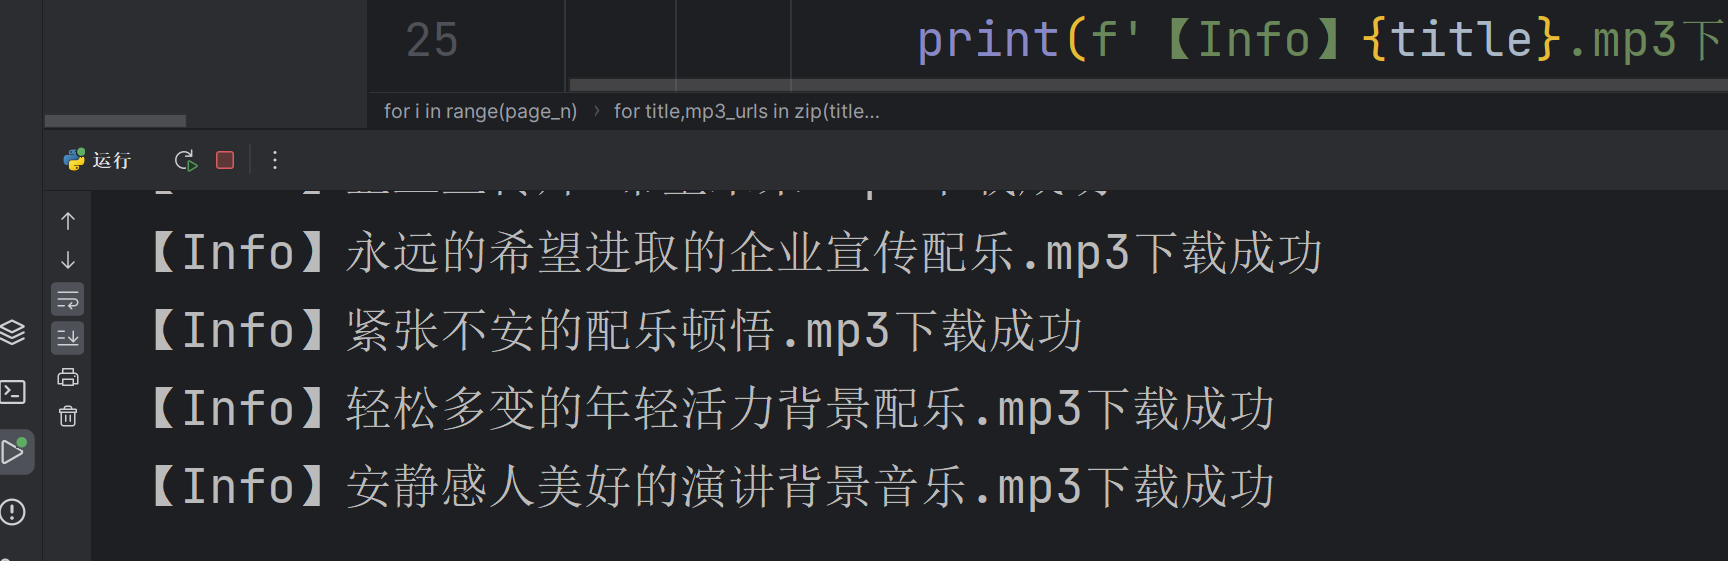 25 print(f'【Info】{title}.mp3下
for i in range(page_n) › for title,mp3_urls in zip(title...
运行
【Info】永远的希望进取的企业宣传配乐.mp3下载成功
【Info】紧张不安的配乐顿悟.mp3下载成功
【Info】轻松多变的年轻活力背景配乐.mp3下载成功
【Info】安静感人美好的演讲背景音乐.mp3下载成功